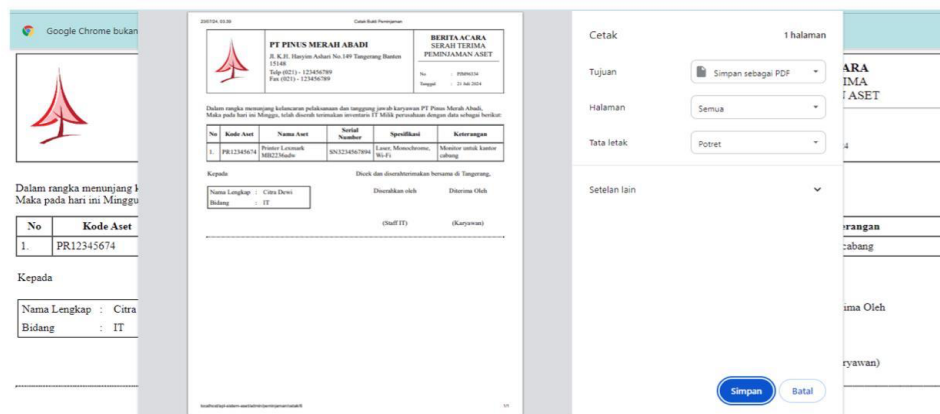 Google Chrome bukan
20/07/24, 03.39
Cetak Bukti Peminjaman
PT PINUS MERAH ABADI
Jl. K.H. Hasyim Ashari No.149 Tangerang Banten
15148
Telp (021) - 123456789
Fax (021) - 123456789
BERITA ACARA
SERAH TERIMA
PEMINJAMAN ASET
No : PJM96234
Tanggal : 21 Juli 2024
Dalam rangka menunjang kelancaran pelaksanaan dan tanggung jawab karyawan PT Pinus Merah Abadi,
Maka pada hari ini Minggu, telah diserah terimakan inventaris IT Milik perusahaan dengan data sebagai berikut:
No Kode Aset Nama Aset Serial Number Spesifikasi Keterangan
1. PR12345674 Printer Lexmark MB2236adw SN3234567894 Laser, Monochrome, Wi-Fi Monitor untuk kantor cabang
Kepada
Dicek dan diserahterimakan bersama di Tangerang,
Nama Lengkap : Citra Dewi
Bidang : IT
Diserahkan oleh
Diterima Oleh
(Staff IT)
(Karyawan)
1/1
Cetak
1 halaman
Tujuan
Simpan sebagai PDF
Halaman
Semua
Tata letak
Potret
Setelan lain
Simpan
Batal
Dalam rangka menunjang k
Maka pada hari ini Minggu
No Kode Aset
1. PR12345674
Kepada
Nama Lengkap : Citra
Bidang : IT
ARA
IMA
ASET
4
erangan
cabang
ima Oleh
ryawan)